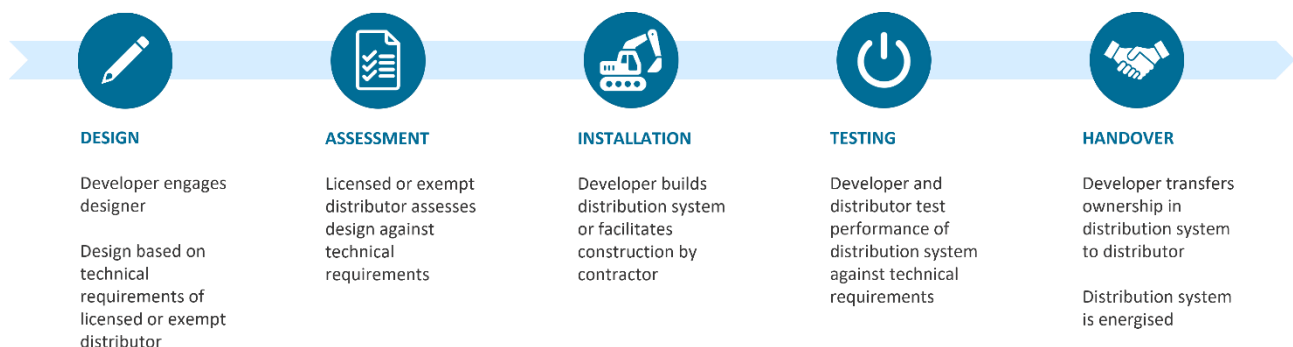 DESIGN
Developer engages
designer
Design based on
technical
requirements of
licensed or exempt
distributor
ASSESSMENT
Licensed or exempt
distributor assesses
design against
technical
requirements
INSTALLATION
Developer builds
distribution system
or facilitates
construction by
contractor
TESTING
Developer and
distributor test
performance of
distribution system
against technical
requirements
HANDOVER
Developer transfers
ownership in
distribution system
to distributor
Distribution system
is energised